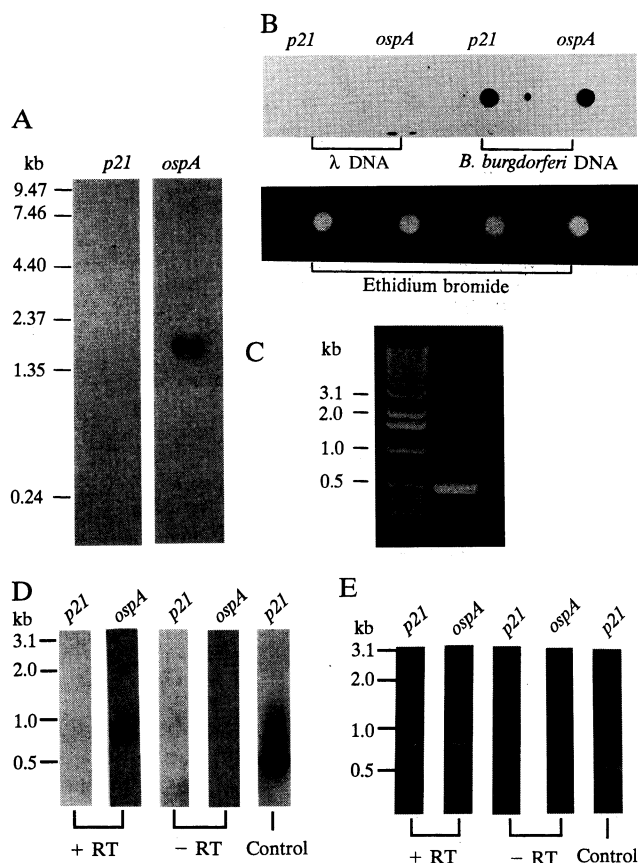 B
p21 ospA p21 ospA
λ DNA B. burgdorferi DNA
Ethidium bromide
A
kb p21 ospA
9.47
7.46
4.40
2.37
1.35
0.24
C
kb
3.1
2.0
1.0
0.5
D
kb p21 ospA p21 ospA p21
3.1
2.0
1.0
0.5
+ RT − RT Control
E
kb p21 ospA p21 ospA p21
3.1
2.0
1.0
0.5
+ RT − RT Control